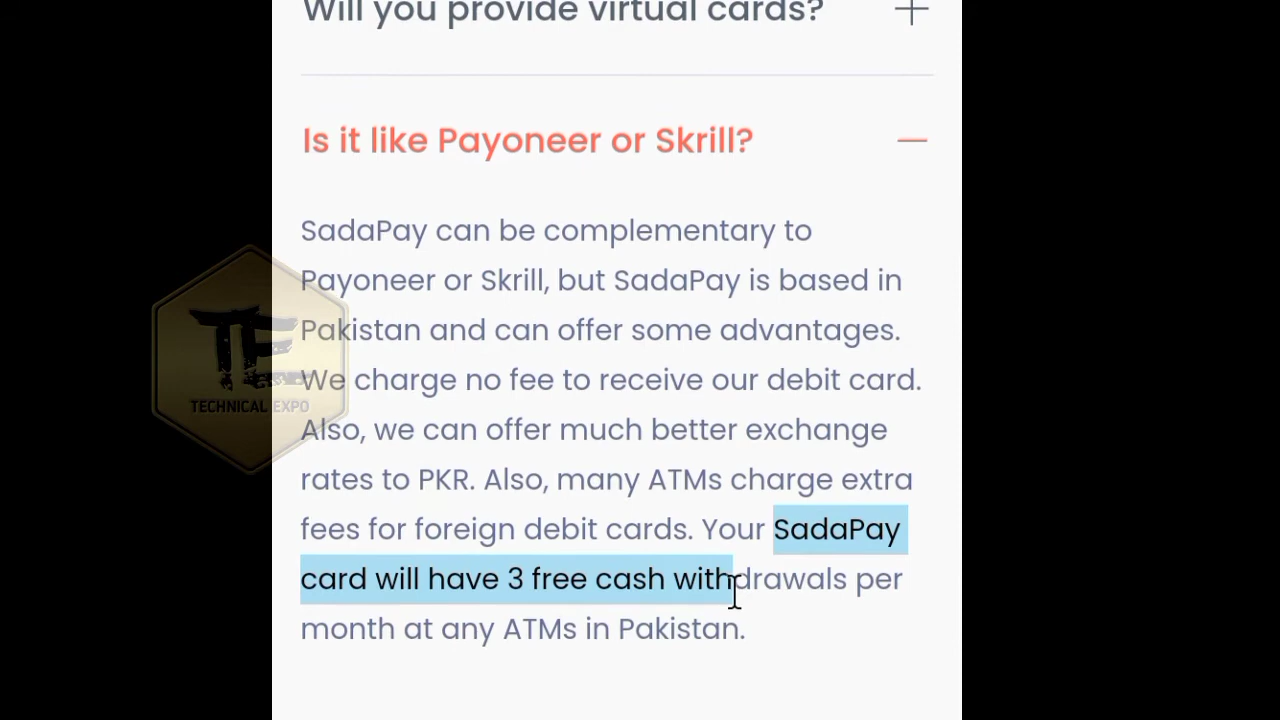 Will you provide virtual cards?
Is it like Payoneer or Skrill?
SadaPay can be complementary to
Payoneer or Skrill, but SadaPay is based in
Pakistan and can offer some advantages.
We charge no fee to receive our debit card.
Also, we can offer much better exchange
rates to PKR. Also, many ATMs charge extra
fees for foreign debit cards. Your SadaPay
card will have 3 free cash withdrawals per
month at any ATMs in Pakistan.
TE
TECHNICAL EXPO